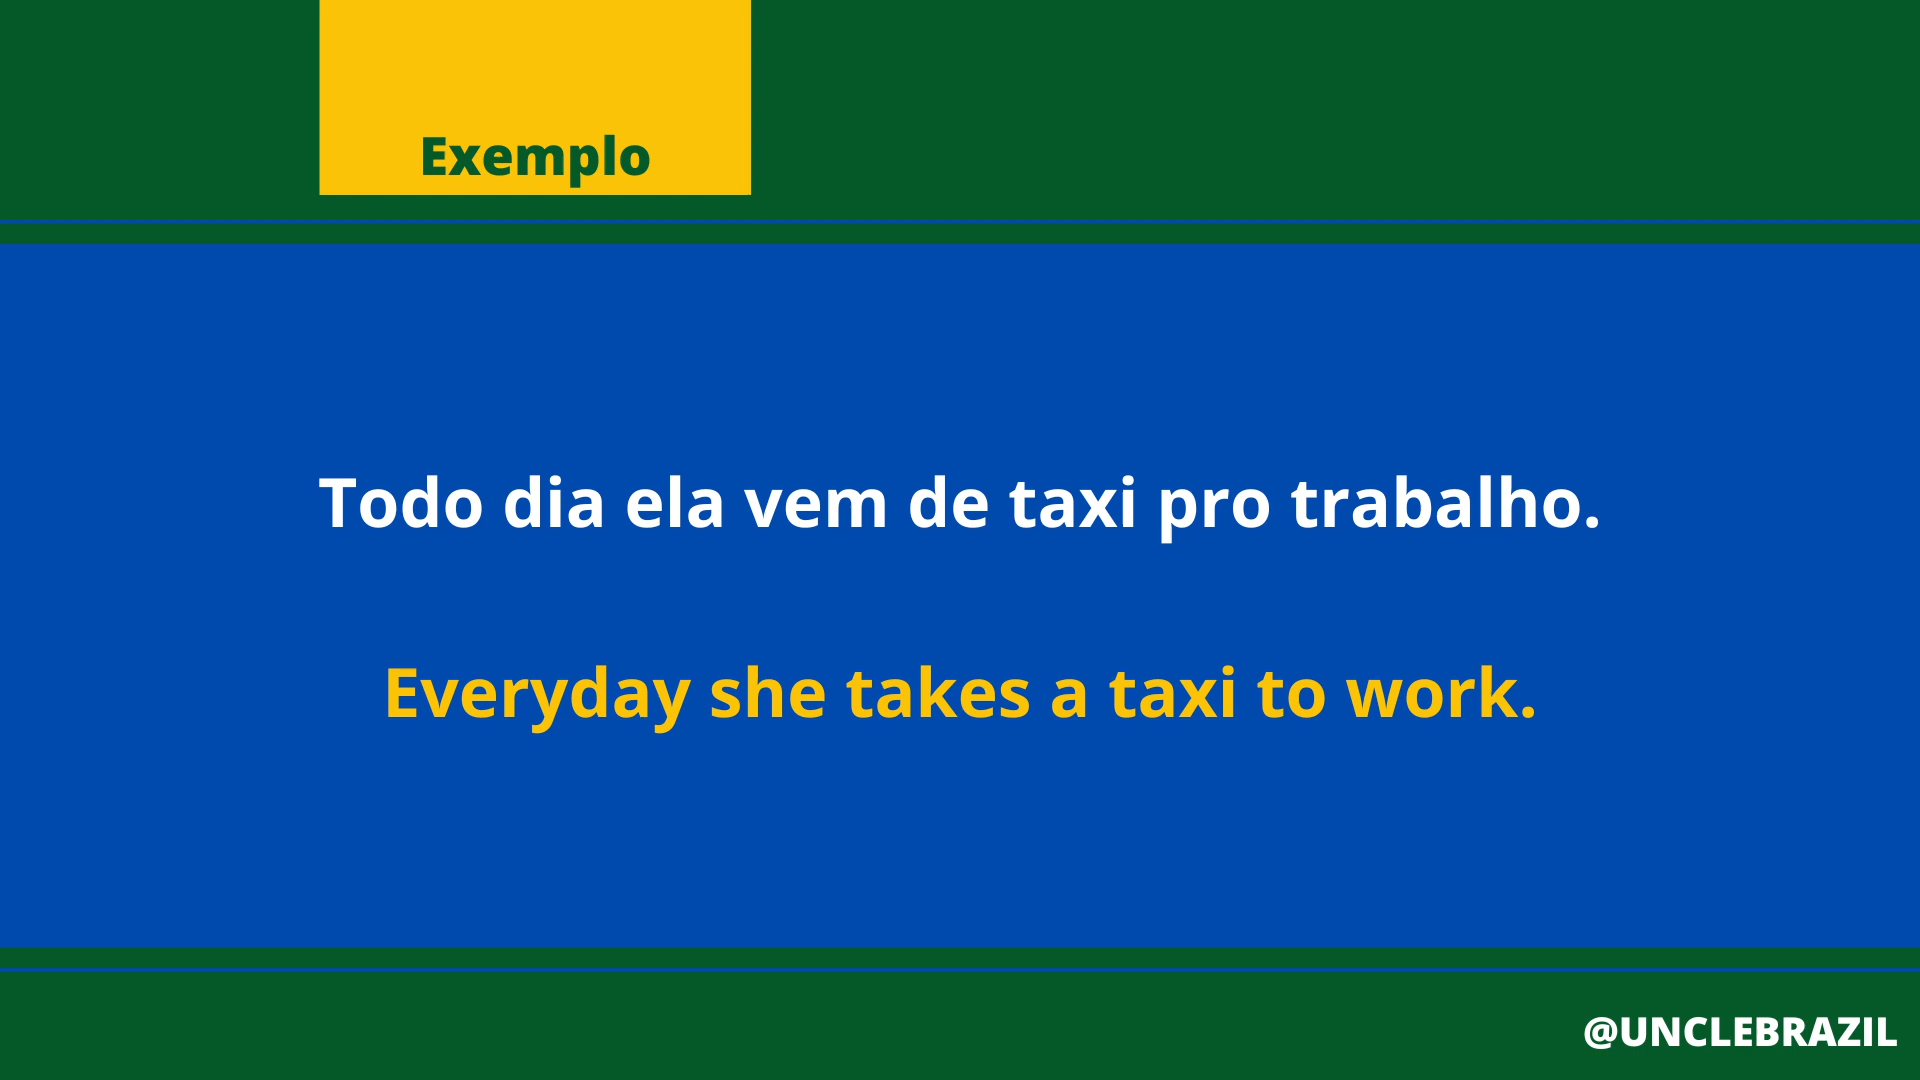 Exemplo
Todo dia ela vem de taxi pro trabalho.
Everyday she takes a taxi to work.
@UNCLEBRAZIL